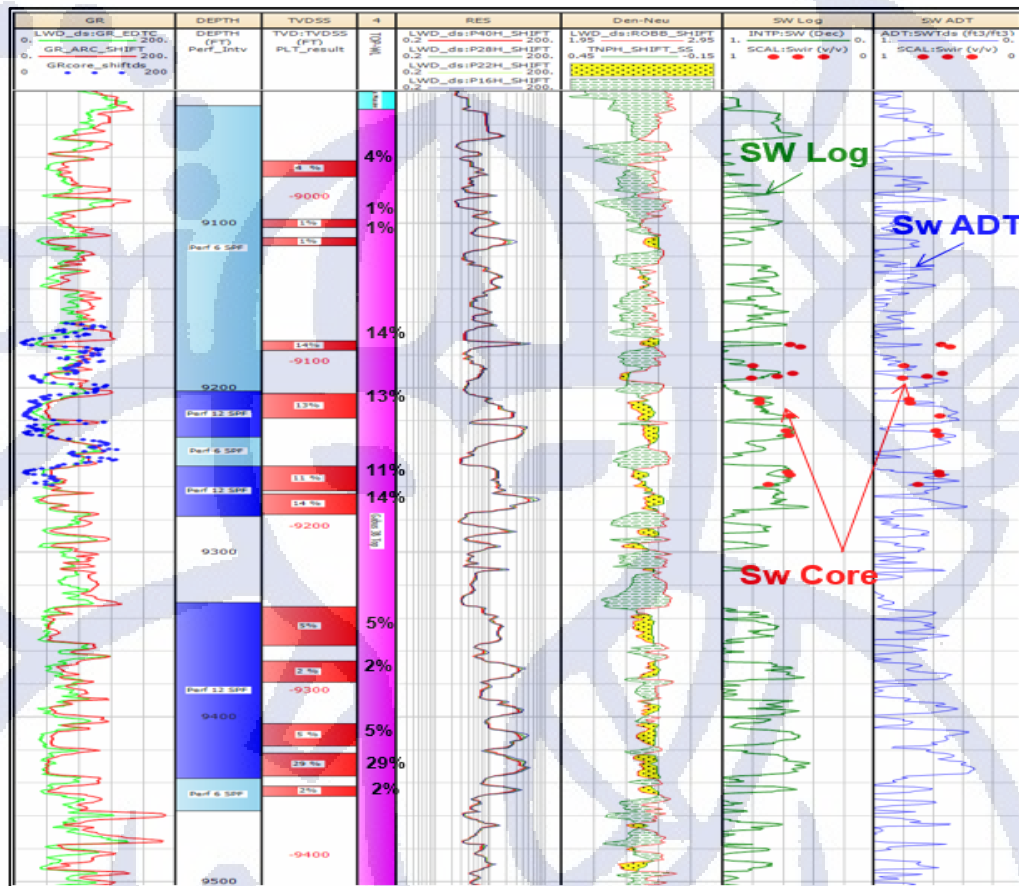 GR DEPTH TVDSS 4 RES Den-Neu SW Log SW ADT
LWD_ds:GR_EDTC
0. 200.
GR_ARC_SHIFT
0. 200.
GRcore_shiftds
0 200
DEPTH
(FT)
Perf_Intv
TVD:TVDSS
(FT)
PLT_result
LWD_ds:P40H_SHIFT
0.2 200.
LWD_ds:P28H_SHIFT
0.2 200.
LWD_ds:P22H_SHIFT
0.2 200.
LWD_ds:P16H_SHIFT
0.2 200.
LWD_ds:ROBB_SHIFT
1.95 2.95
TNPH_SHIFT_SS
0.45 -0.15
INTP:SW (Dec)
1. 0.
SCAL:Swir (v/v)
1 0
ADT:SWTds (ft3/ft3)
1. 0.
SCAL:Swir (v/v)
1 0
4%
4 %
SW Log
-9000
1%
9100
1%
1%
Sw ADT
Perf 6 SPF
1%
14%
14%
-9100
9200
13%
13%
Perf 12 SPF
Perf 6 SPF
11%
11 %
Perf 12 SPF
14%
14 %
-9200
9300
Sw Core
5%
5%
2%
2 %
-9300
Perf 12 SPF
9400
5%
5 %
29%
29 %
2%
2%
Perf 6 SPF
-9400
9500